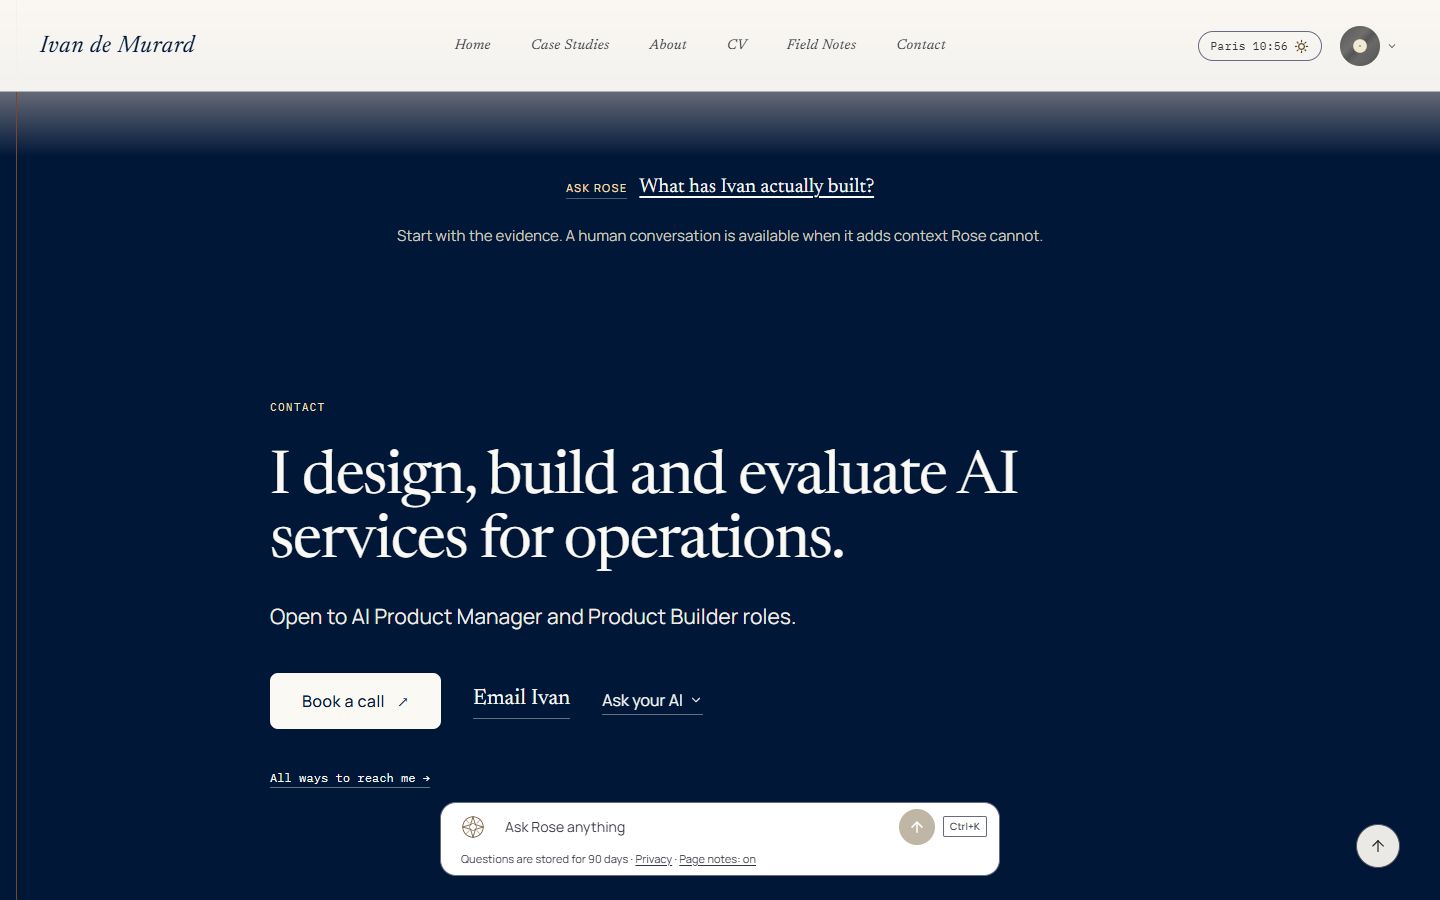 Ivan de Murard
Home
Case Studies
About
CV
Field Notes
Contact
Paris 10:56
ASK ROSE What has Ivan actually built?
Start with the evidence. A human conversation is available when it adds context Rose cannot.
CONTACT
I design, build and evaluate AI
services for operations.
Open to AI Product Manager and Product Builder roles.
Book a call ↗
Email Ivan
Ask your AI
All ways to reach me →
Ask Rose anything
Ctrl+K
Questions are stored for 90 days · Privacy · Page notes: on